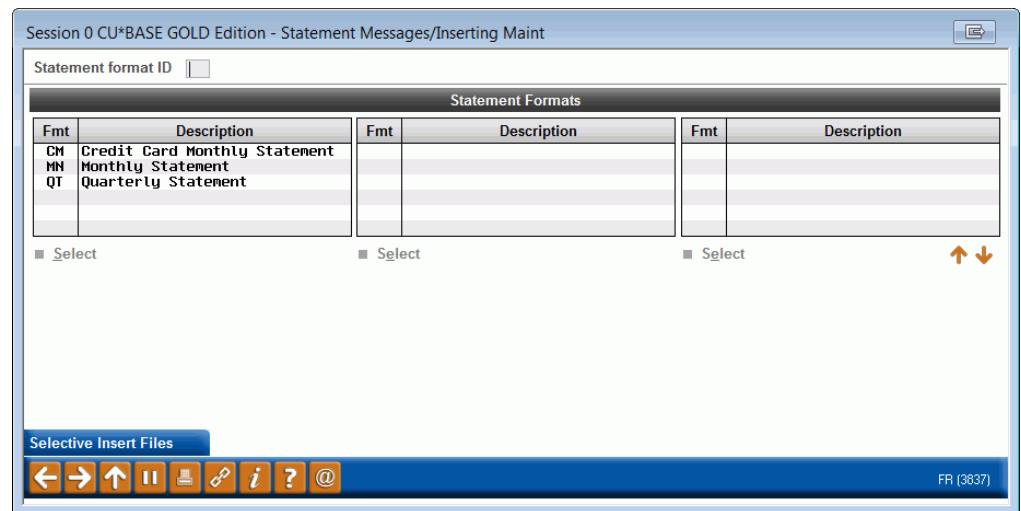 Session 0 CU*BASE GOLD Edition - Statement Messages/Inserting Maint
Statement format ID
Statement Formats
Fmt Description Fmt Description Fmt Description
CM Credit Card Monthly Statement
MN Monthly Statement
QT Quarterly Statement
Select Select Select
Selective Insert Files
i ? @ FR (3837)